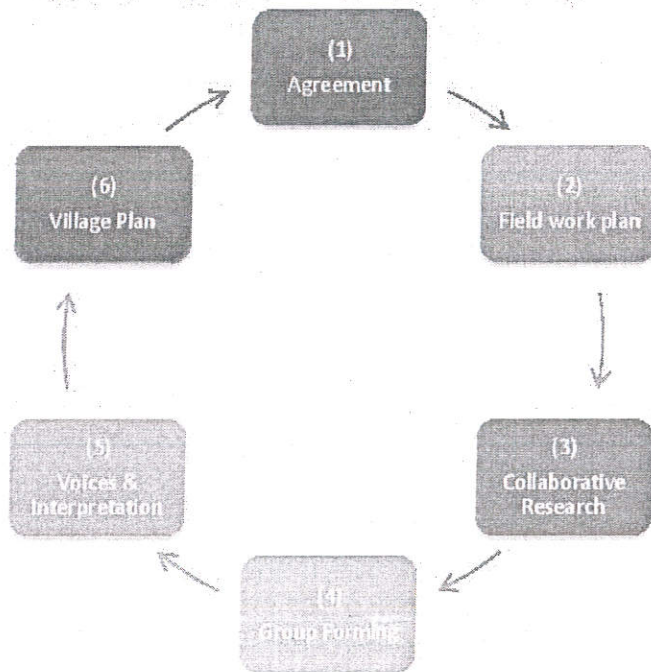 (1)
Agreement
(2)
Field work plan
(3)
Collaborative
Research
(4)
Group Forming
(5)
Voices &
Interpretation
(6)
Village Plan